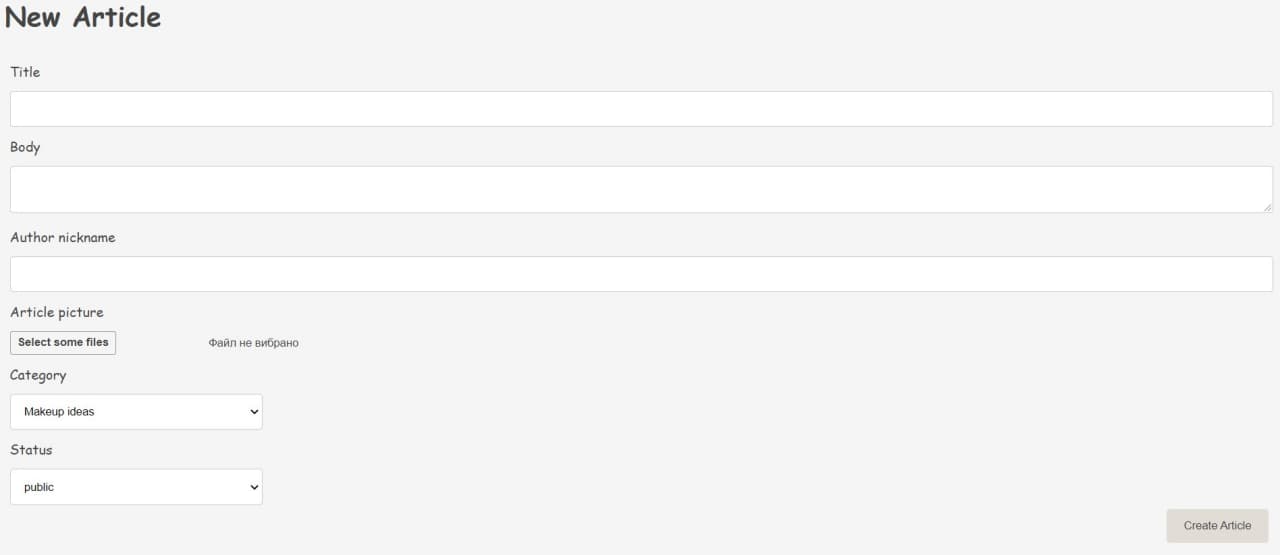 New Article
Title
Body
Author nickname
Article picture
Select some files Файл не вибрано
Category
Makeup ideas
Status
public
Create Article